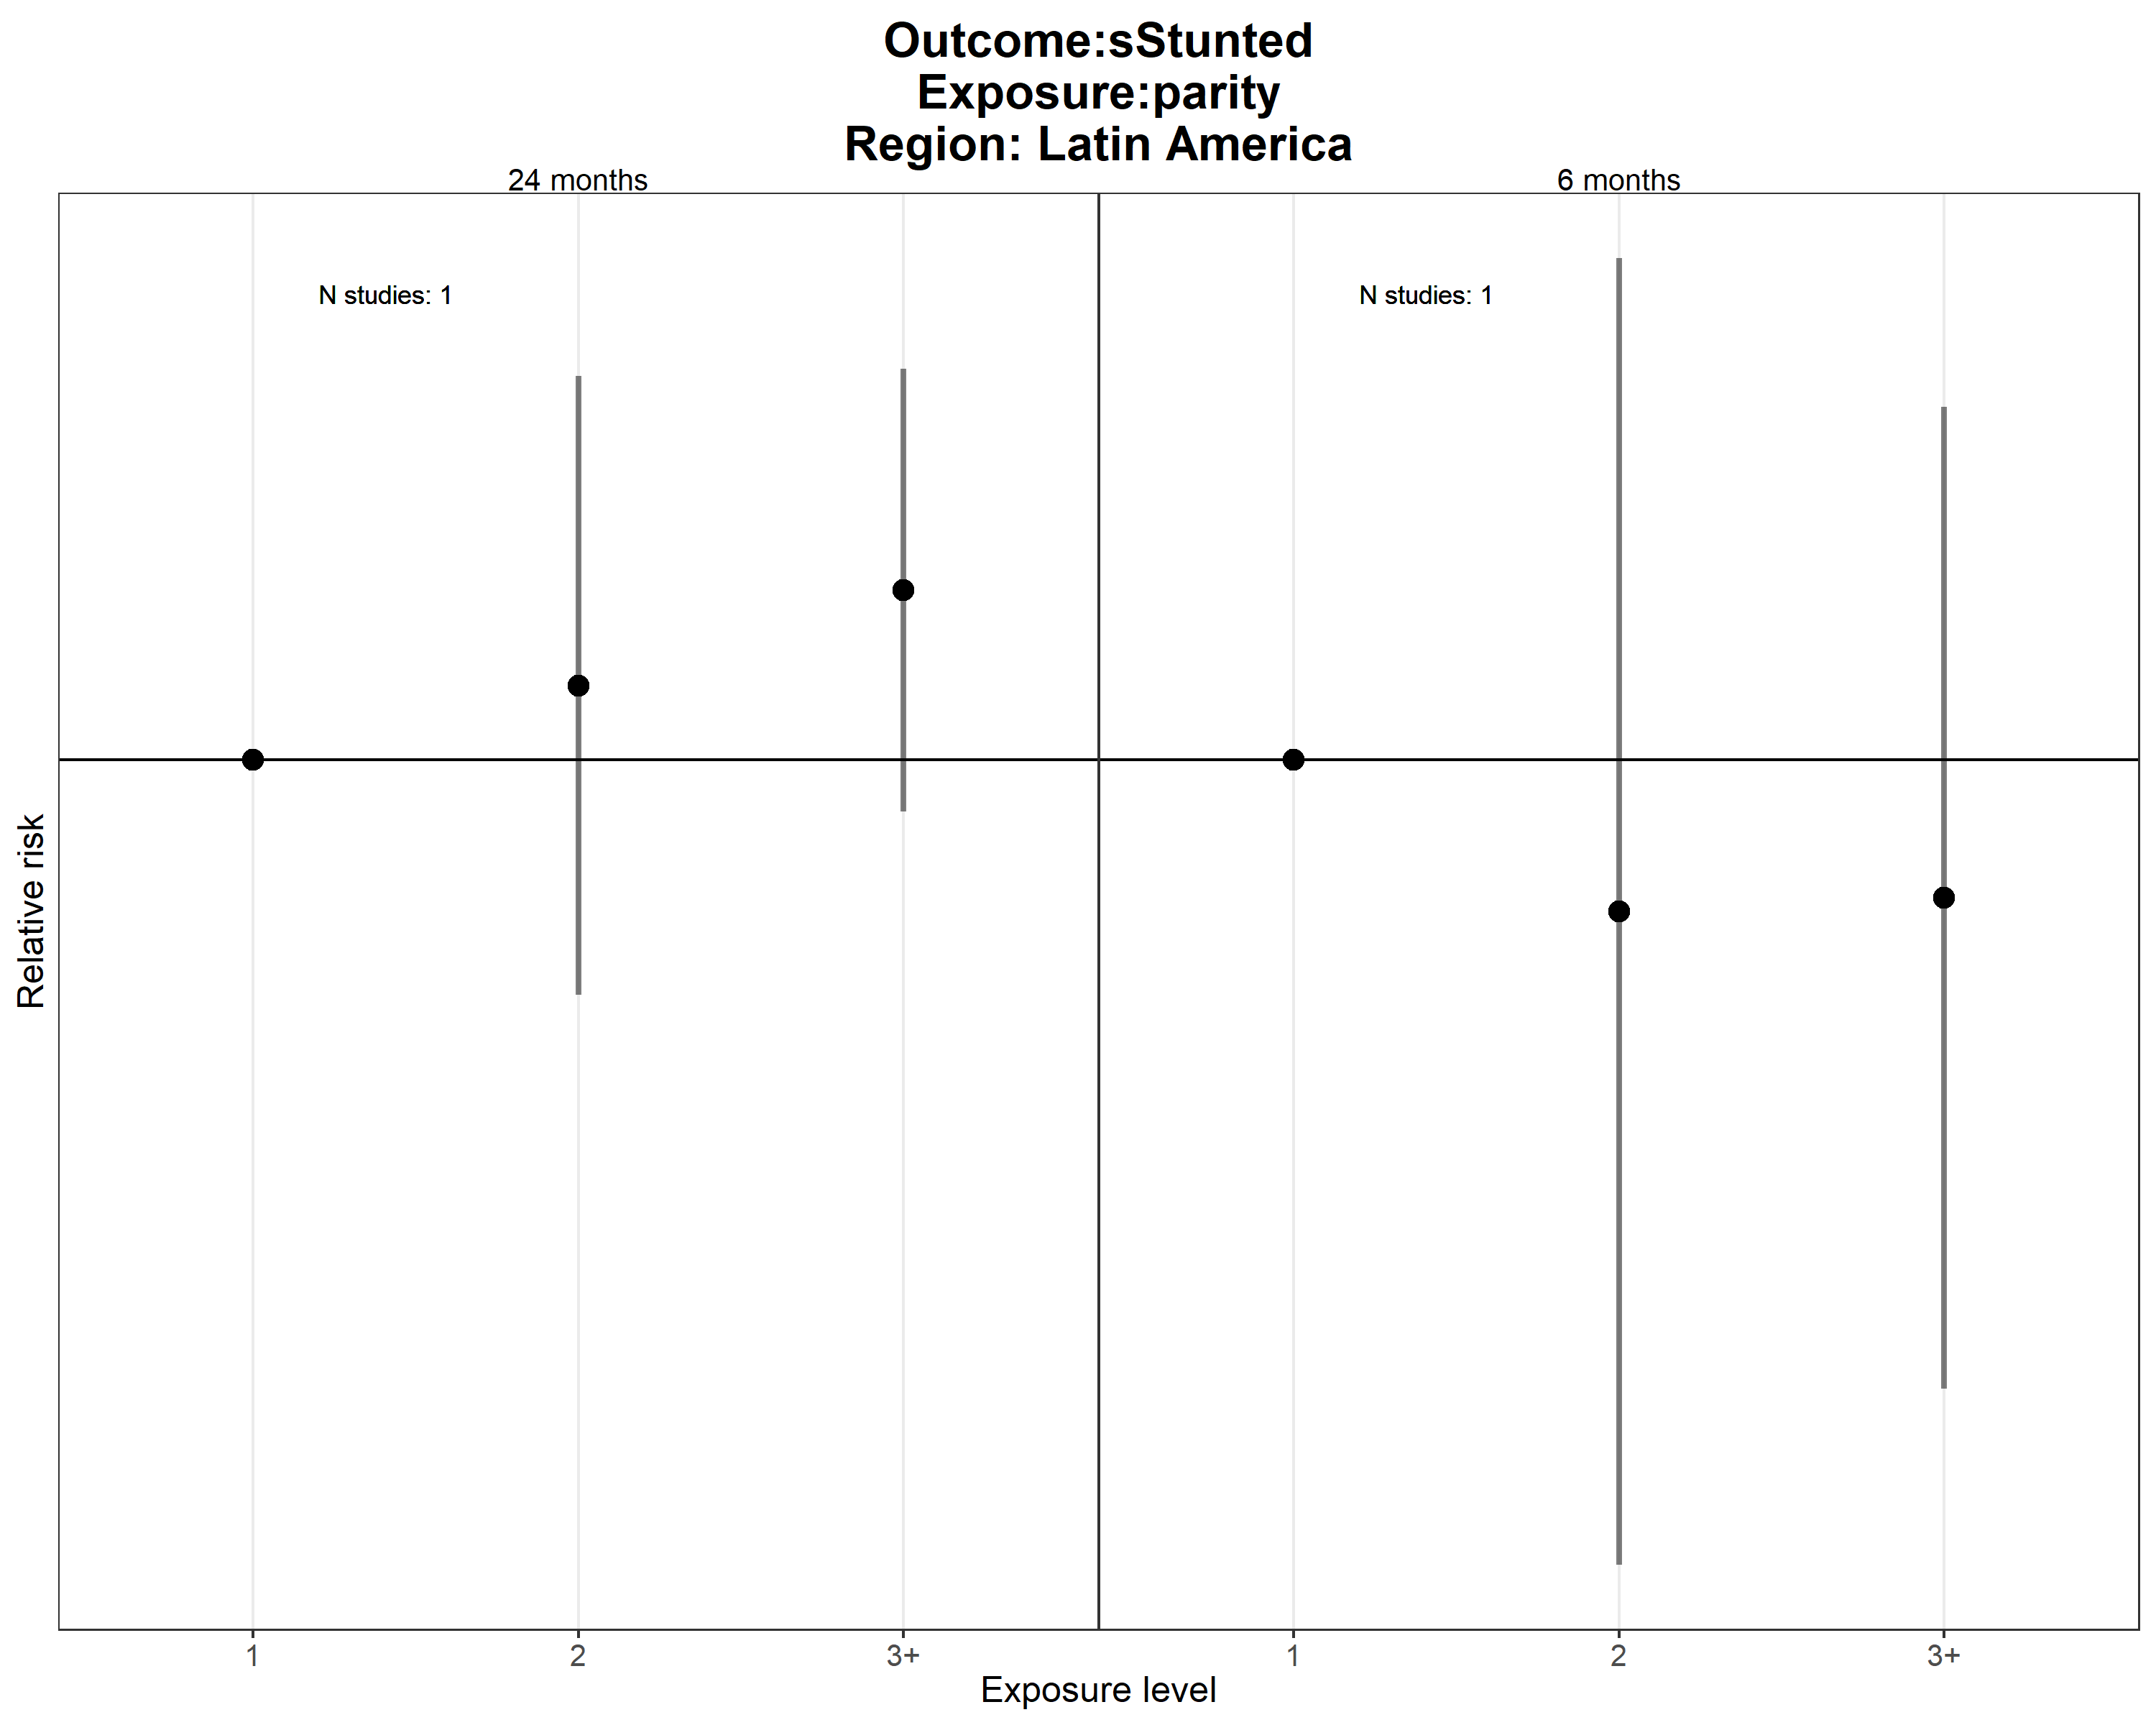 Outcome:sStunted
Exposure:parity
Region: Latin America
24 months
6 months
N studies: 1
N studies: 1
Relative risk
1
2
3+
1
2
3+
Exposure level